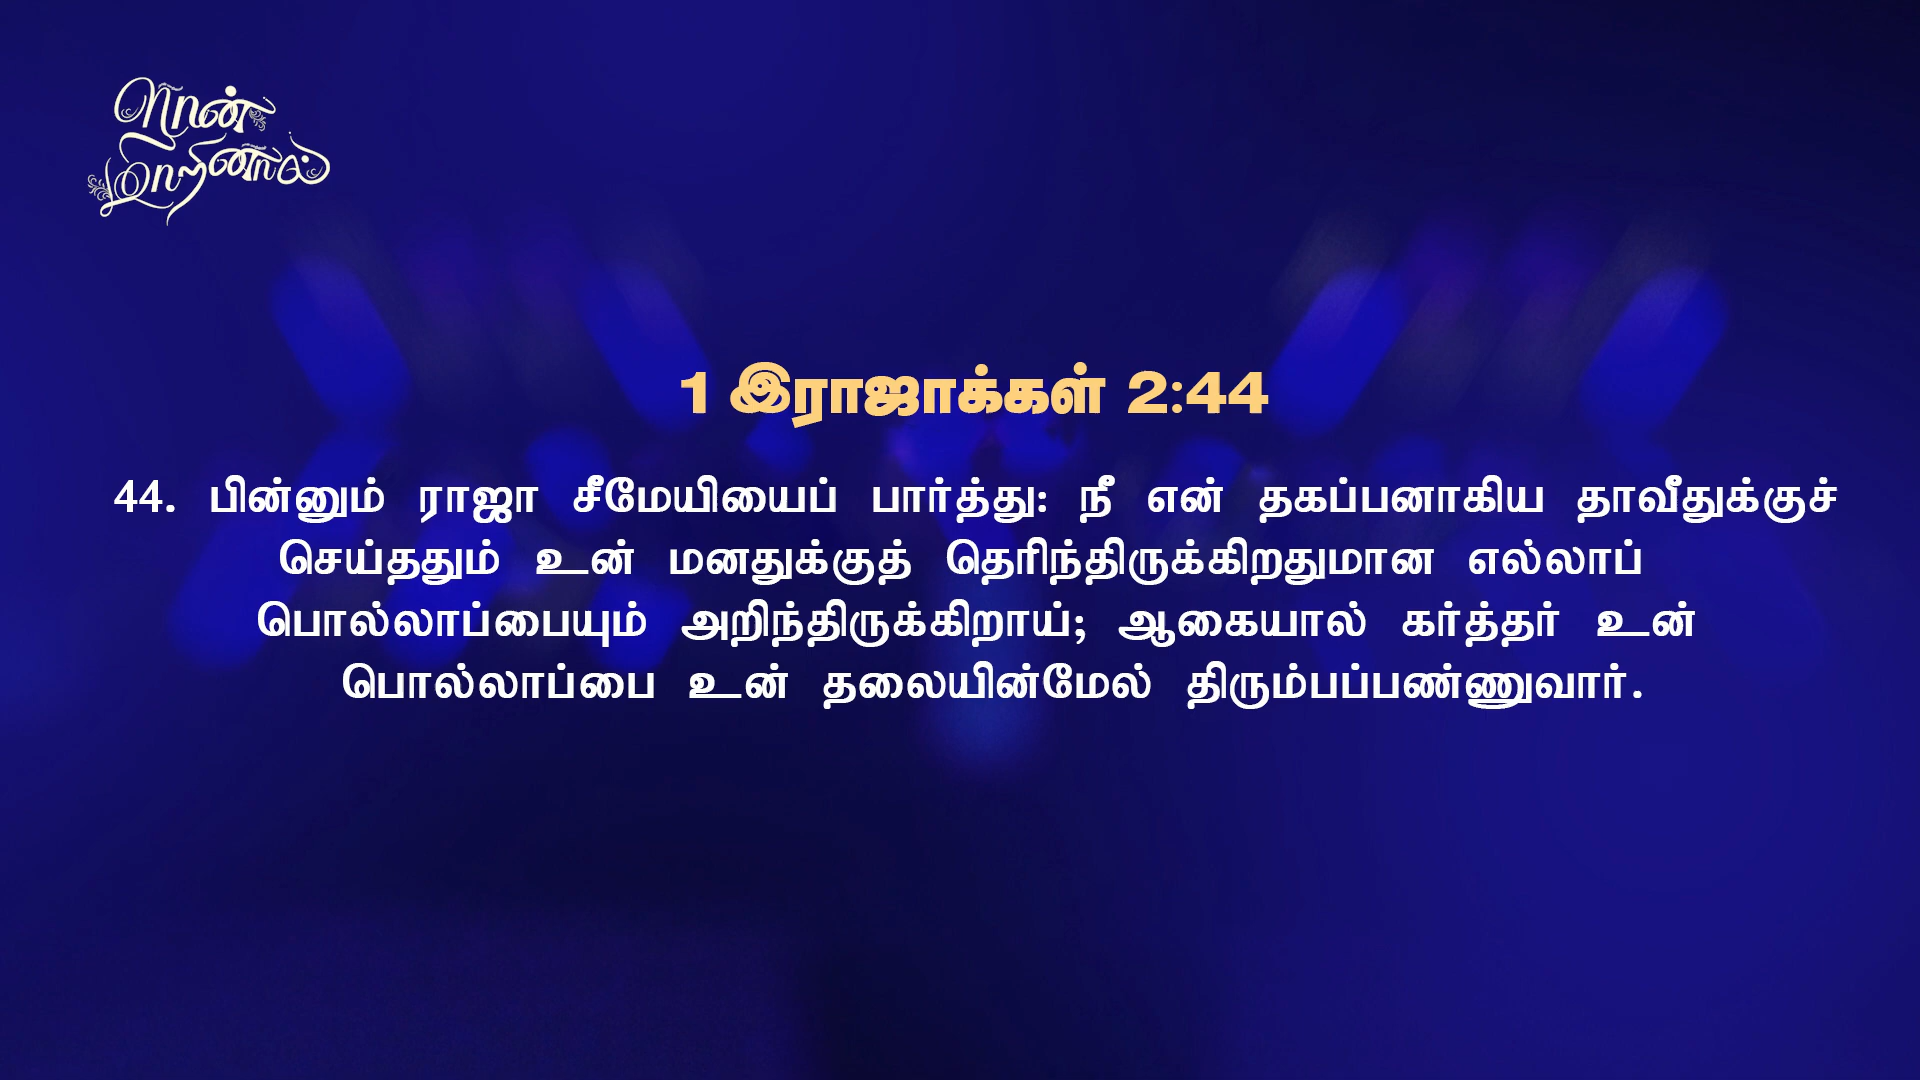 நான்
மாறினால்
1 இராஜாக்கள் 2:44
44. பின்னும் ராஜா சீமேயியைப் பார்த்து: நீ என் தகப்பனாகிய தாவீதுக்குச்
செய்ததும் உன் மனதுக்குத் தெரிந்திருக்கிறதுமான எல்லாப்
பொல்லாப்பையும் அறிந்திருக்கிறாய்; ஆகையால் கர்த்தர் உன்
பொல்லாப்பை உன் தலையின்மேல் திரும்பப்பண்ணுவார்.